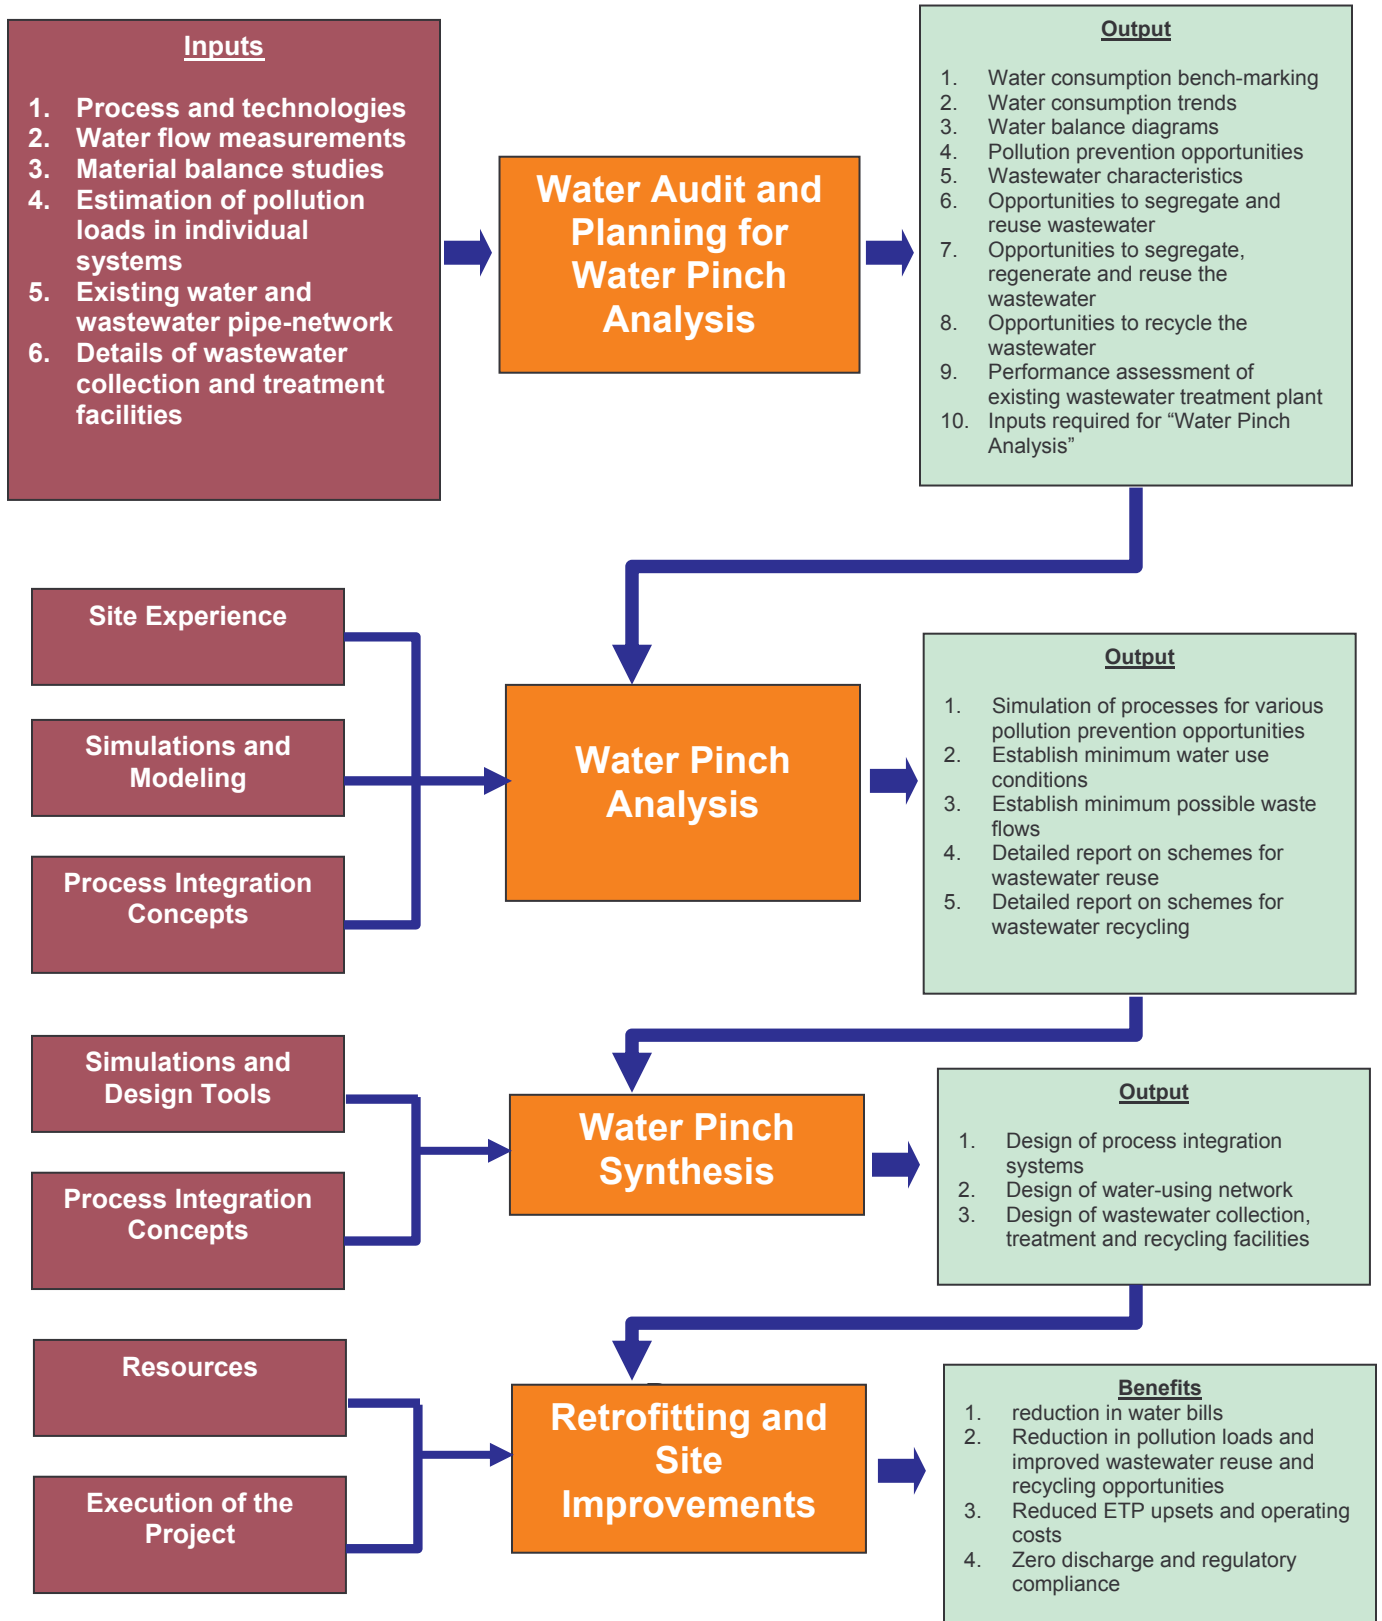 Inputs
1. Process and technologies
2. Water flow measurements
3. Material balance studies
4. Estimation of pollution
loads in individual
systems
5. Existing water and
wastewater pipe-network
6. Details of wastewater
collection and treatment
facilities
Water Audit and
Planning for
Water Pinch
Analysis
Output
1. Water consumption bench-marking
2. Water consumption trends
3. Water balance diagrams
4. Pollution prevention opportunities
5. Wastewater characteristics
6. Opportunities to segregate and
reuse wastewater
7. Opportunities to segregate,
regenerate and reuse the
wastewater
8. Opportunities to recycle the
wastewater
9. Performance assessment of
existing wastewater treatment plant
10. Inputs required for “Water Pinch
Analysis”
Site Experience
Simulations and
Modeling
Process Integration
Concepts
Water Pinch
Analysis
Output
1. Simulation of processes for various
pollution prevention opportunities
2. Establish minimum water use
conditions
3. Establish minimum possible waste
flows
4. Detailed report on schemes for
wastewater reuse
5. Detailed report on schemes for
wastewater recycling
Simulations and
Design Tools
Process Integration
Concepts
Water Pinch
Synthesis
Output
1. Design of process integration
systems
2. Design of water-using network
3. Design of wastewater collection,
treatment and recycling facilities
Resources
Execution of the
Project
Retrofitting and
Site
Improvements
Benefits
1. reduction in water bills
2. Reduction in pollution loads and
improved wastewater reuse and
recycling opportunities
3. Reduced ETP upsets and operating
costs
4. Zero discharge and regulatory
compliance